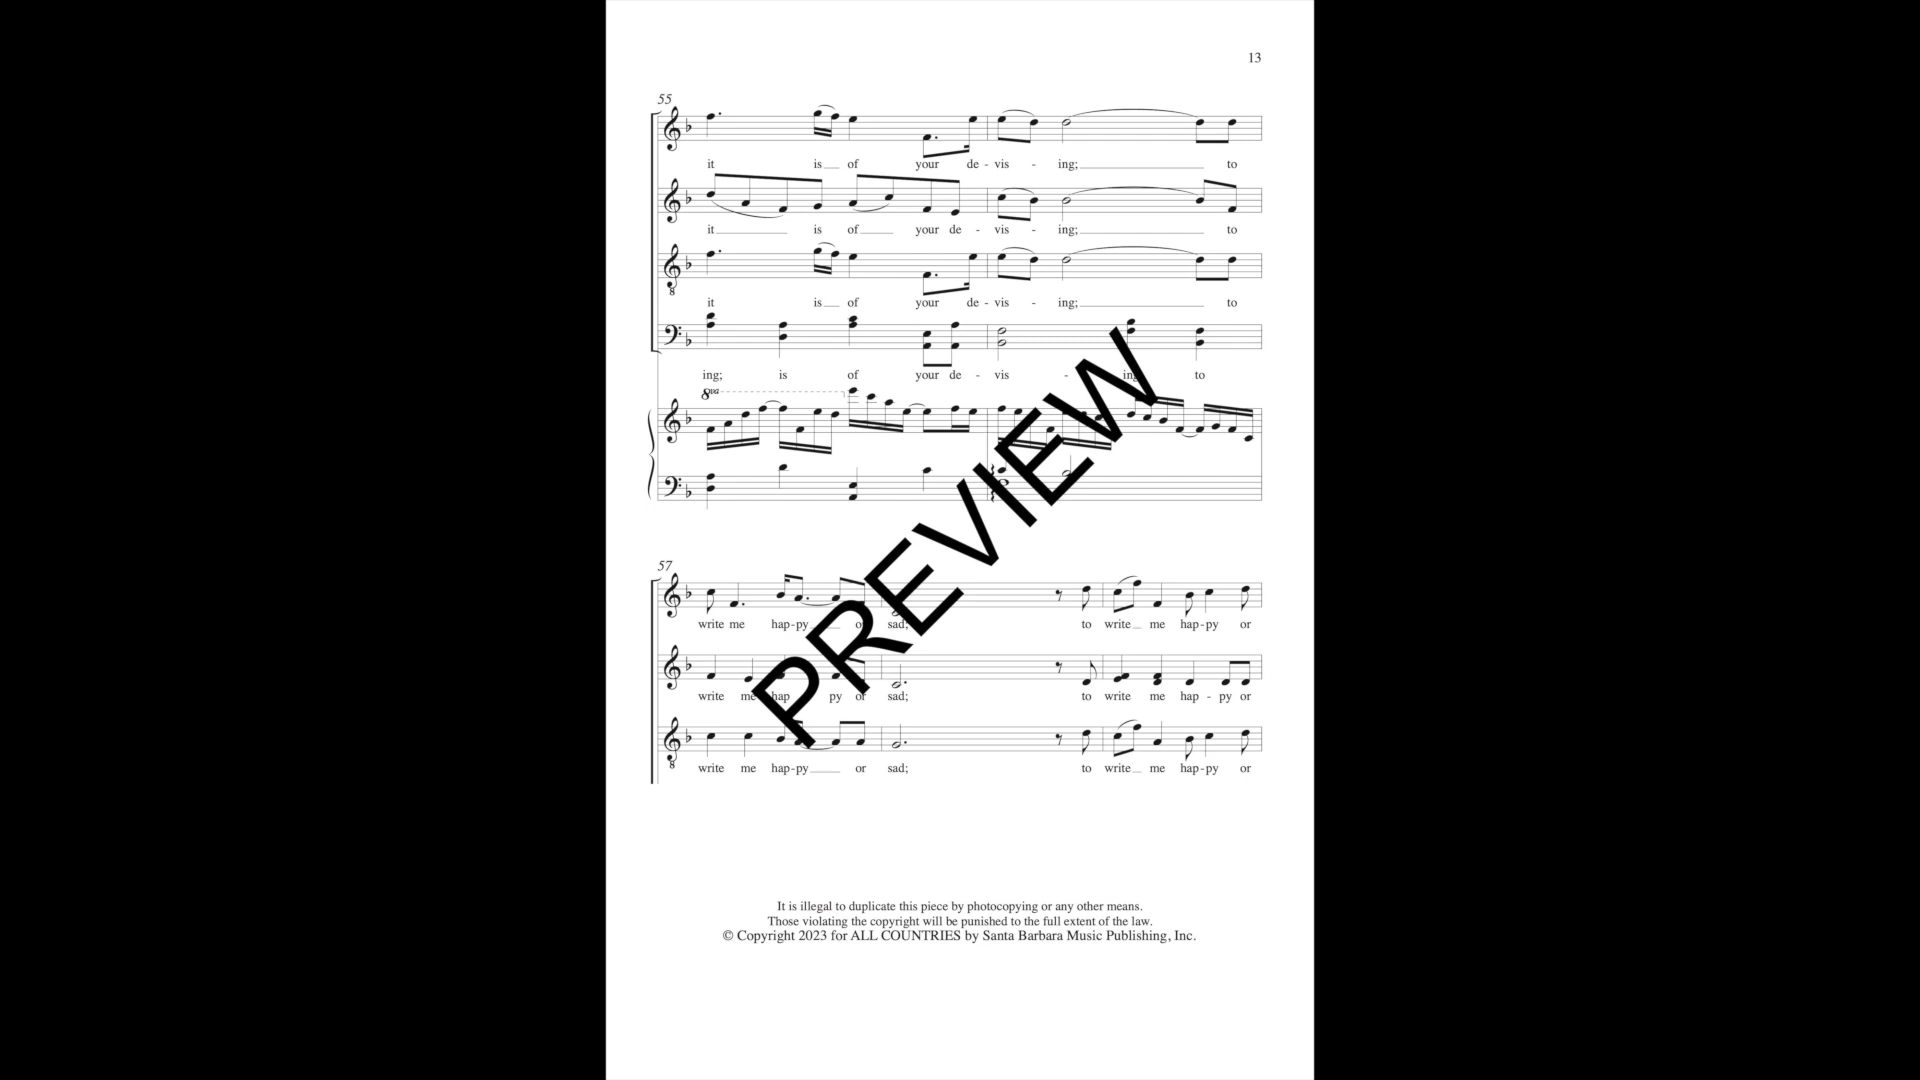 13
55
it is of your de - vis - ing; to
it is of your de - vis - ing; to
8
it is of your de - vis - ing; to
ing; is of your de - vis - ing to
8va
PREVIEW
57
write me hap-py or sad; to write me hap-py or
write me hap py or sad; to write me hap - py or
8
write me hap-py or sad; to write me hap-py or
It is illegal to duplicate this piece by photocopying or any other means.
Those violating the copyright will be punished to the full extent of the law.
© Copyright 2023 for ALL COUNTRIES by Santa Barbara Music Publishing, Inc.